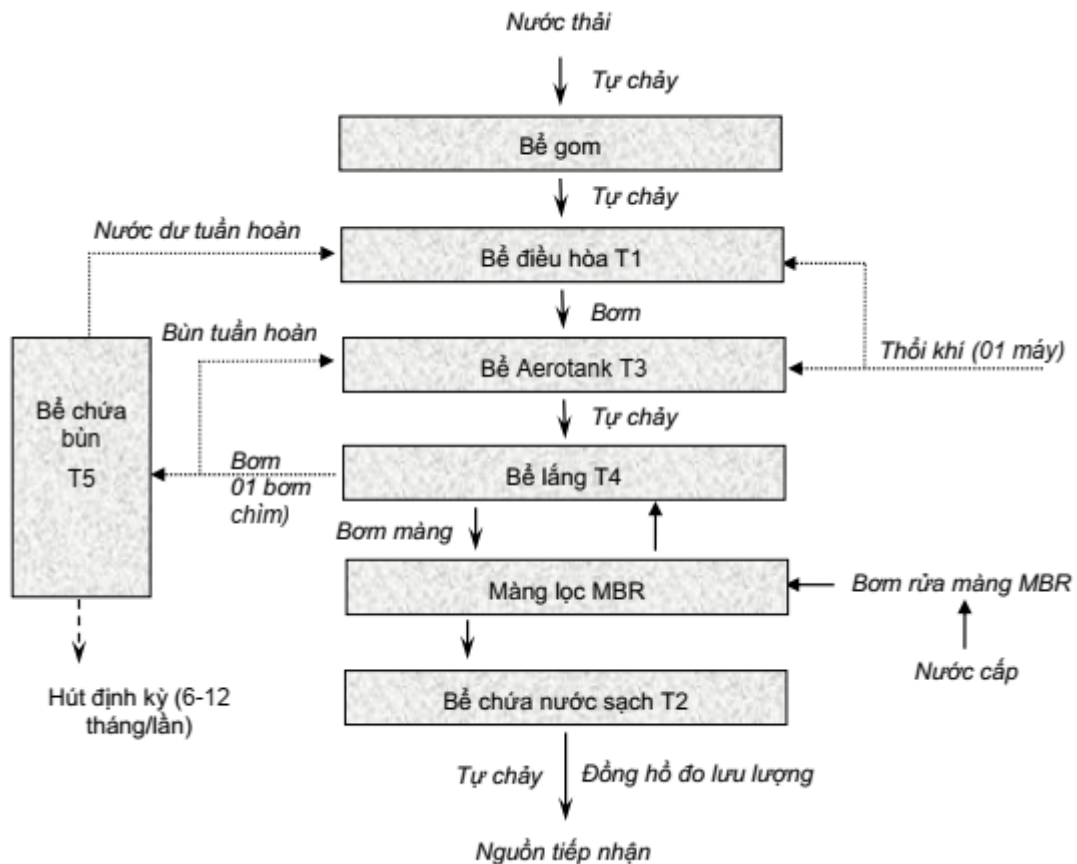 Nước thải
Tự chảy
Bể gom
Tự chảy
Nước dư tuần hoàn
Bể điều hòa T1
Bơm
Bùn tuần hoàn
Thổi khí (01 máy)
Bể Aerotank T3
Bể chứa
bùn
T5
Tự chảy
Bơm
01 bơm
chìm)
Bể lắng T4
Bơm màng
Màng lọc MBR
Bơm rửa màng MBR
Nước cấp
Hút định kỳ (6-12
tháng/lần)
Bể chứa nước sạch T2
Tự chảy
Đồng hồ đo lưu lượng
Nguồn tiếp nhận